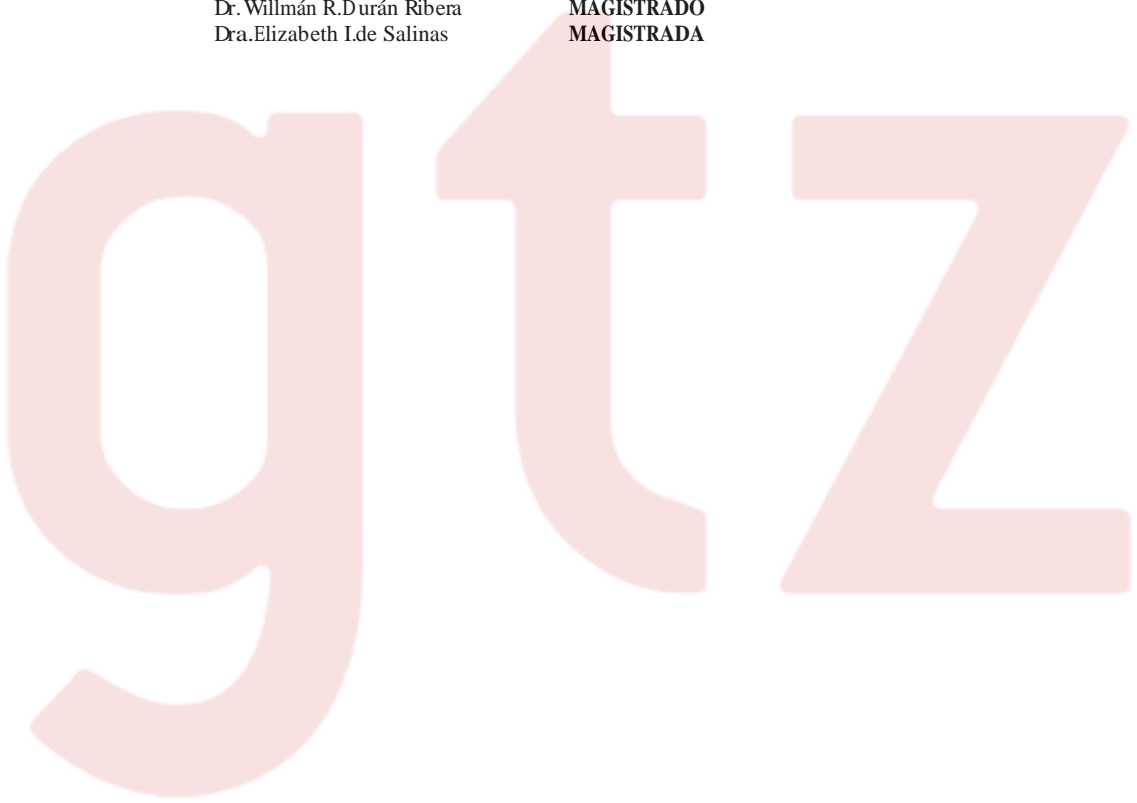 Dr. Willmán R.Durán Ribera MAGISTRADO
Dra.Elizabeth I.de Salinas MAGISTRADA
gtz